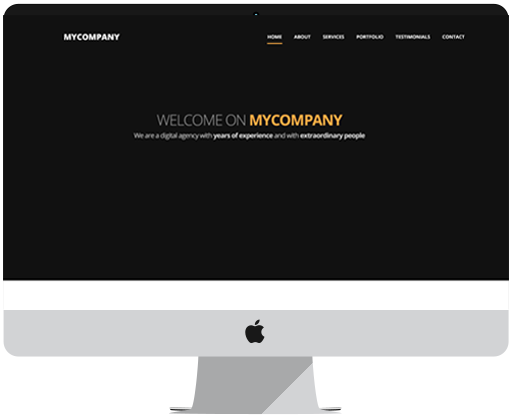 MYCOMPANY
HOME ABOUT SERVICES PORTFOLIO TESTIMONIALS CONTACT
WELCOME ON MYCOMPANY
We are a digital agency with years of experience and with extraordinary people